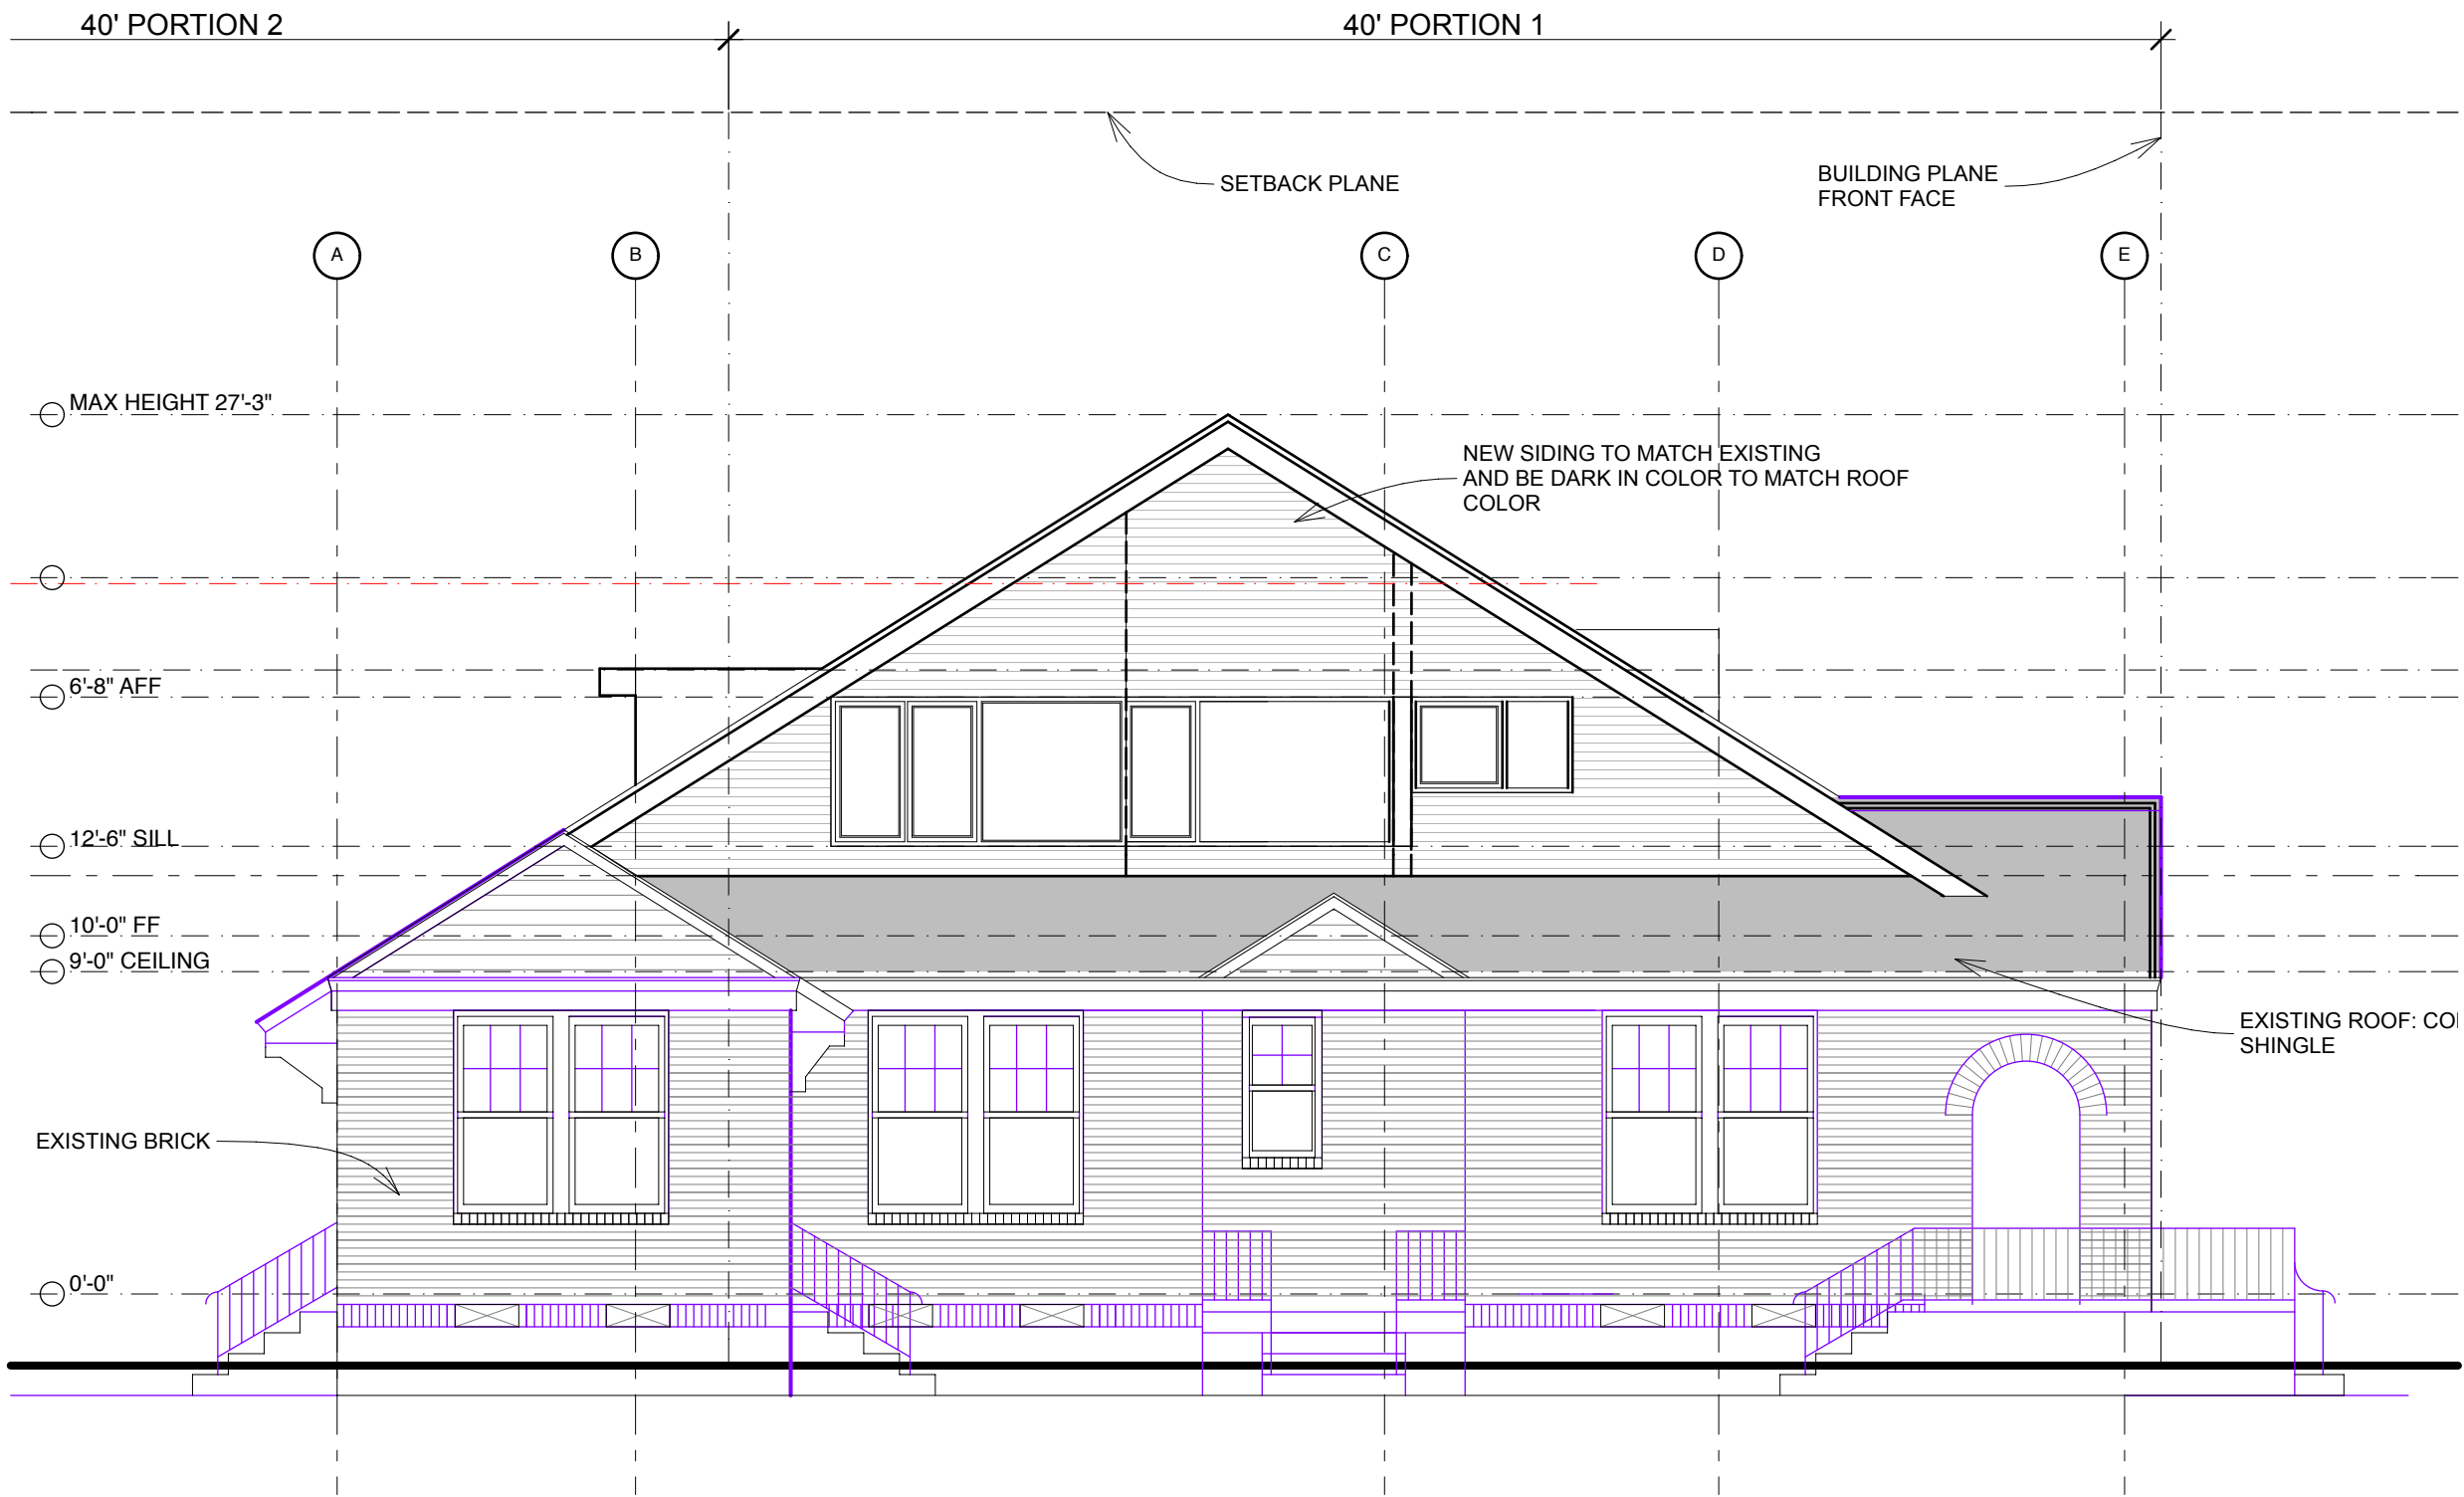 40' PORTION 2
40' PORTION 1
SETBACK PLANE
BUILDING PLANE
FRONT FACE
A
B
C
D
E
MAX HEIGHT 27'-3"
NEW SIDING TO MATCH EXISTING
AND BE DARK IN COLOR TO MATCH ROOF
COLOR
6'-8" AFF
12'-6" SILL
10'-0" FF
9'-0" CEILING
EXISTING ROOF:
SHINGLE
EXISTING BRICK
0'-0"